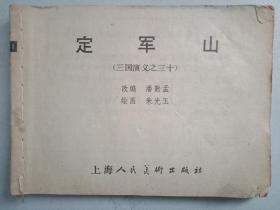 定军山
(三国演义之三十)
改编 潘勤孟
绘画 朱光玉
上海人民美术出版社